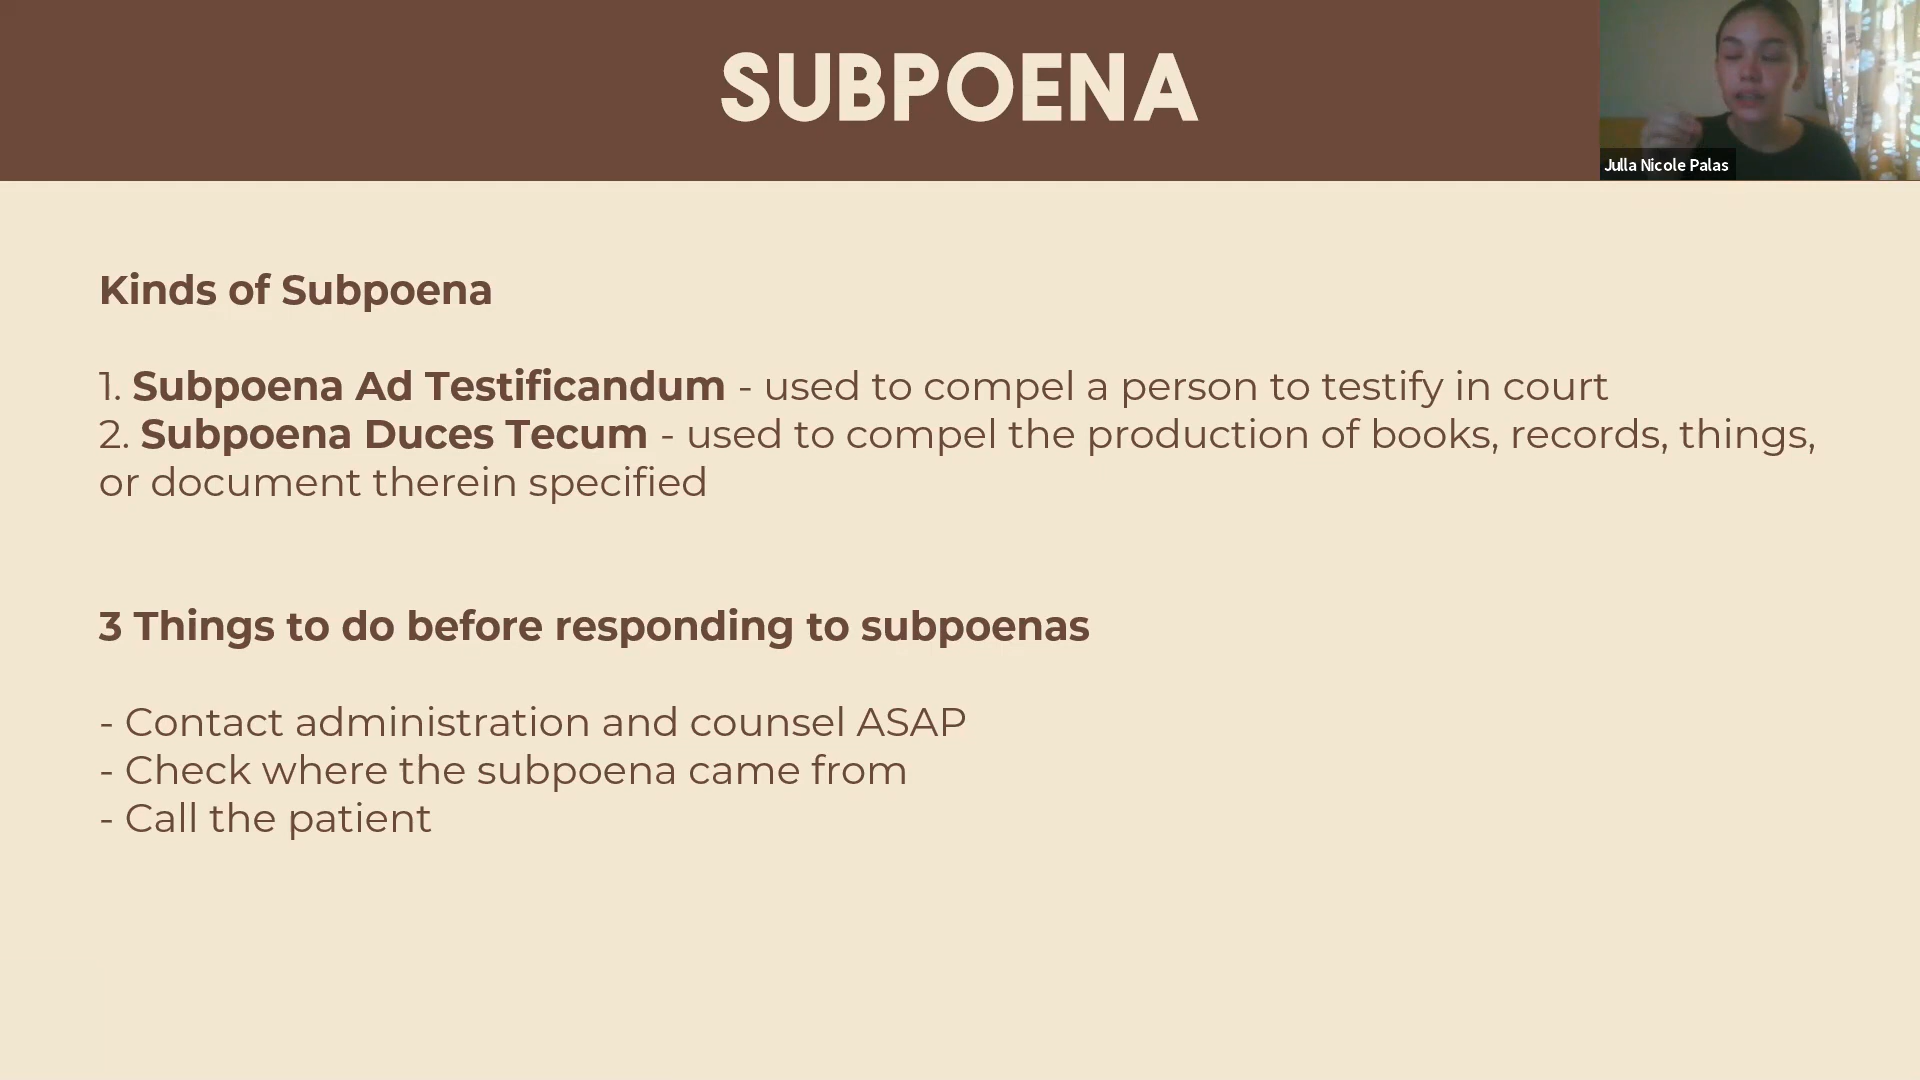 SUBPOENA
Julla Nicole Palas
Kinds of Subpoena
1. Subpoena Ad Testificandum - used to compel a person to testify in court
2. Subpoena Duces Tecum - used to compel the production of books, records, things,
or document therein specified
3 Things to do before responding to subpoenas
- Contact administration and counsel ASAP
- Check where the subpoena came from
- Call the patient